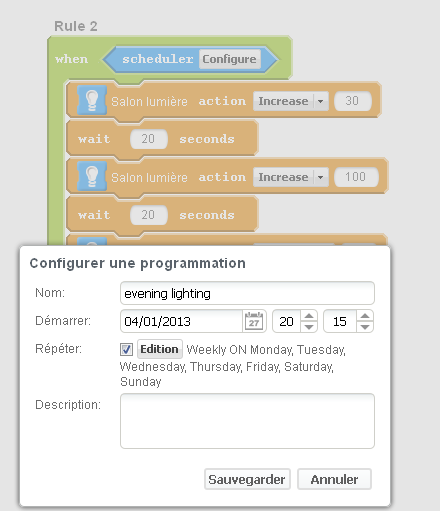 Rule 2
when scheduler Configure
Salon lumière action Increase 30
wait 20 seconds
Salon lumière action Increase 100
wait 20 seconds
Configurer une programmation
Nom: evening lighting
Démarrer: 04/01/2013 27 20 15
Répéter: Edition Weekly ON Monday, Tuesday,
Wednesday, Thursday, Friday, Saturday,
Sunday
Description:
Sauvegarder Annuler